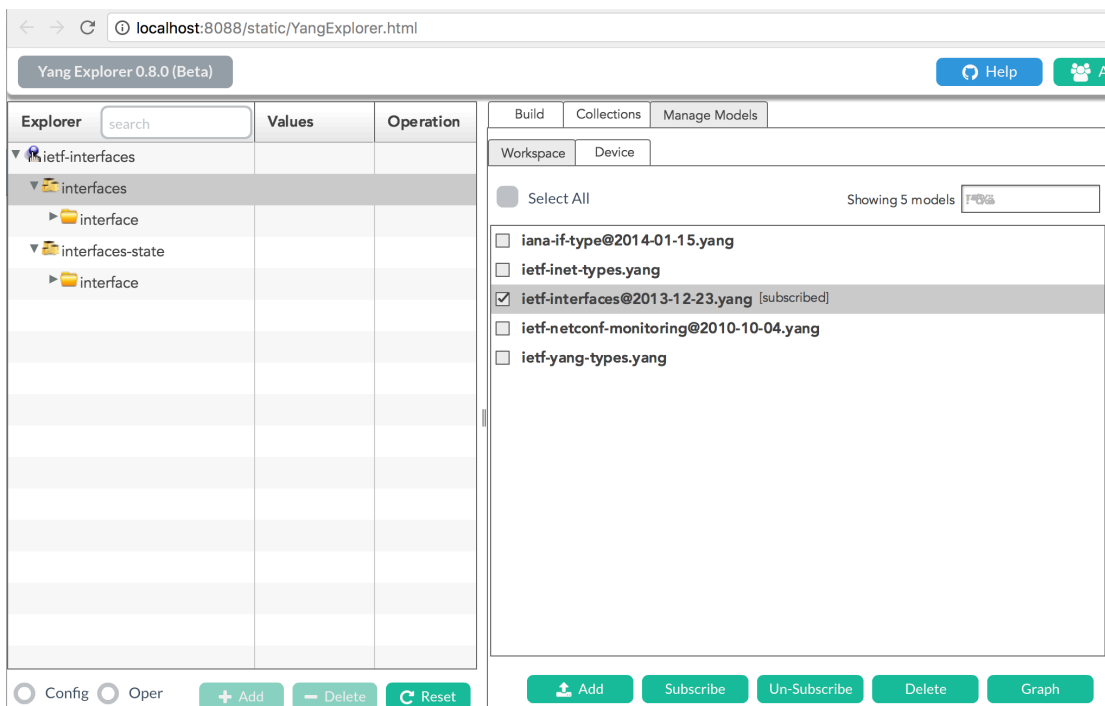 localhost:8088/static/YangExplorer.html
Yang Explorer 0.8.0 (Beta)
Help
A
Explorer search Values Operation
ietf-interfaces
interfaces
interface
interfaces-state
interface
Config Oper Add Delete Reset
Build Collections Manage Models
Workspace Device
Select All Showing 5 models
iana-if-type@2014-01-15.yang
ietf-inet-types.yang
ietf-interfaces@2013-12-23.yang [subscribed]
ietf-netconf-monitoring@2010-10-04.yang
ietf-yang-types.yang
Add Subscribe Un-Subscribe Delete Graph